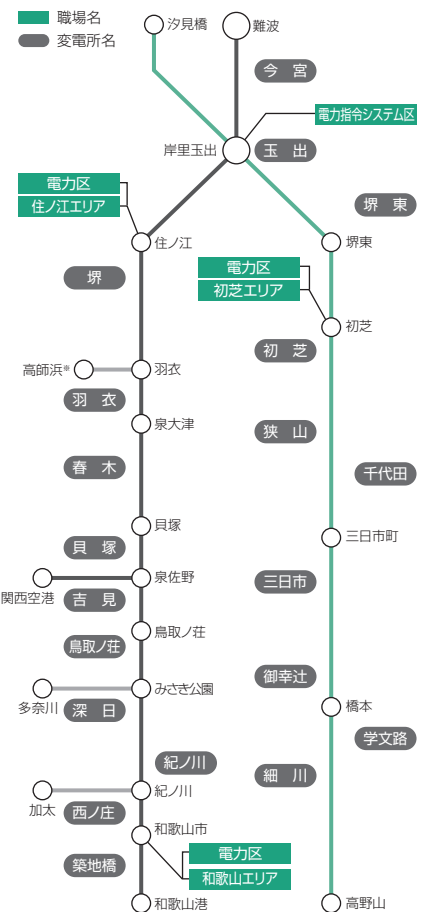 職場名
変電所名
汐見橋
難波
今　宮
電力指令システム区
岸里玉出
玉　出
電力区
住ノ江エリア
堺　東
住ノ江
堺東
電力区
初芝エリア
堺
初芝
初　芝
高師浜※
羽衣
羽　衣
泉大津
狭　山
春　木
千代田
貝塚
三日市町
貝　塚
泉佐野
関西空港
吉　見
三日市
鳥取ノ荘
鳥取ノ荘
御幸辻
みさき公園
多奈川
深　日
橋本
学文路
紀ノ川
細　川
紀ノ川
加太
西ノ庄
和歌山市
電力区
和歌山エリア
築地橋
和歌山港
高野山